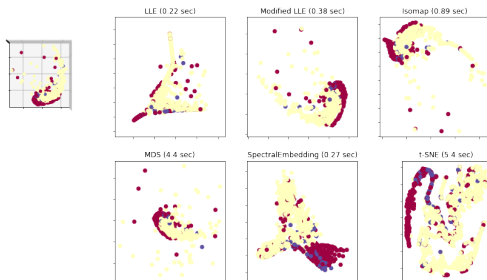 LLE (0.22 sec)
Modified LLE (0.38 sec)
Isomap (0.89 sec)
MDS (4.4 sec)
SpectralEmbedding (0.27 sec)
t-SNE (5.4 sec)